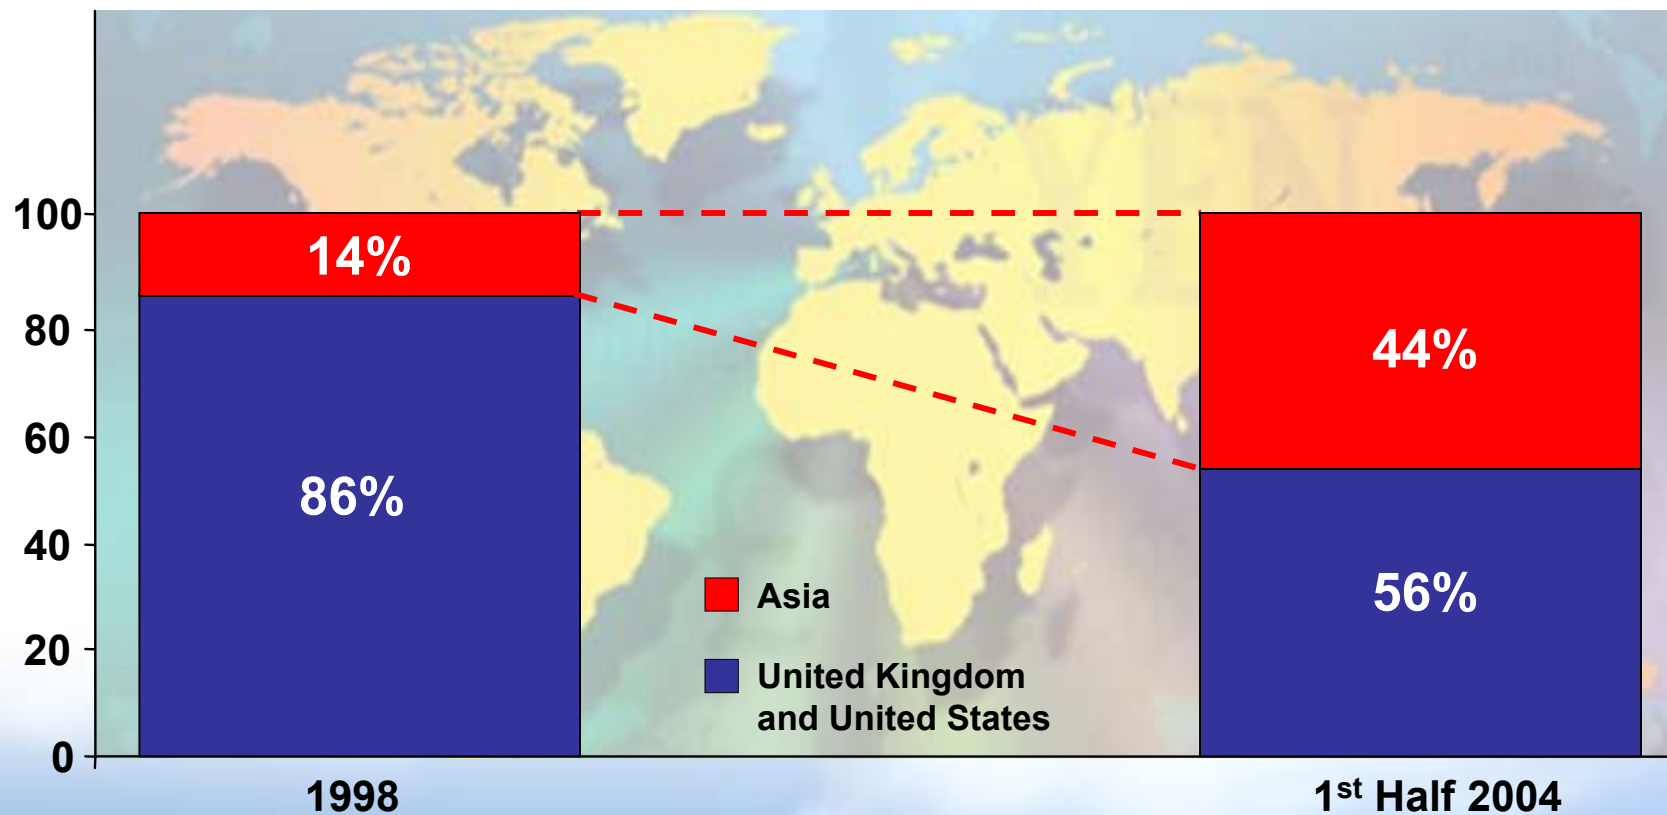 YEN
100
80
60
40
20
0
14%
86%
44%
56%
Asia
United Kingdom
and United States
1998
1st Half 2004